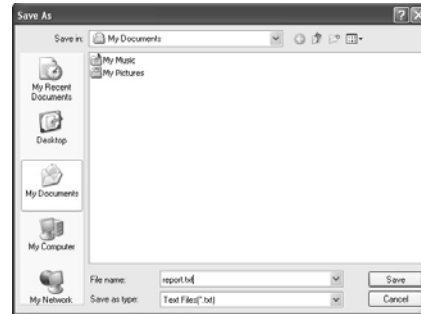 Save As
Save in:
My Documents
My Recent
Documents
Desktop
My Documents
My Computer
My Network
My Music
My Pictures
File name:
report.txt
Save
Save as type:
Text Files(*.txt)
Cancel